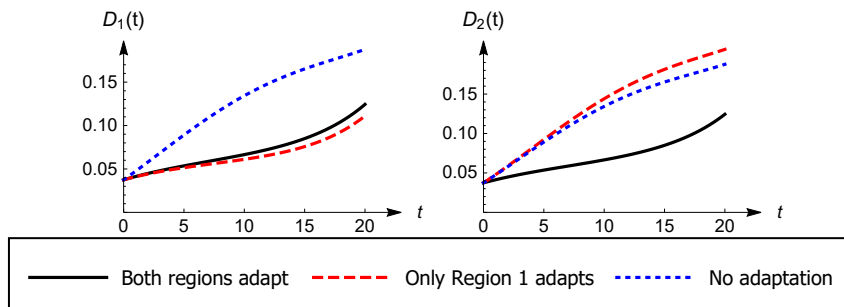 D₁(t) D₂(t)
0.15 0.15
0.10 0.10
0.05 0.05
0 5 10 15 20 t 0 5 10 15 20 t
Both regions adapt Only Region 1 adapts No adaptation